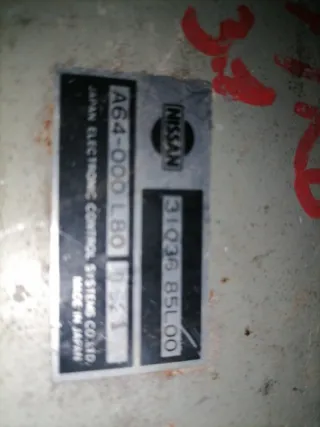 NISSAN
31036 85L00
A64-000 L80
JAPAN ELECTRONIC CONTROL SYSTEMS CO.,LTD.
MADE IN JAPAN